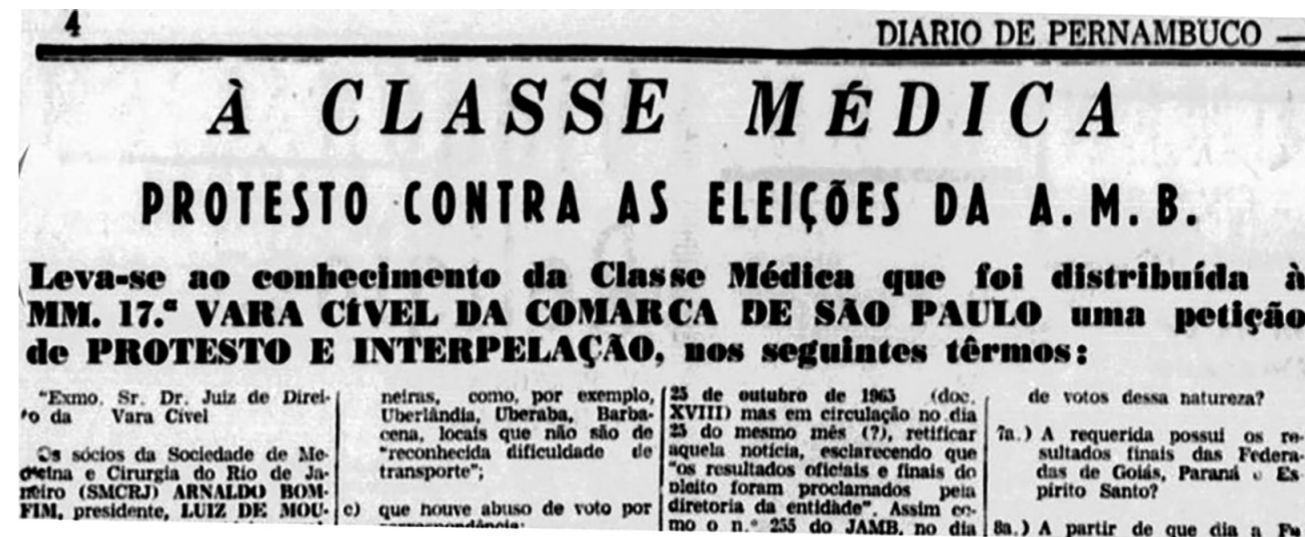 4
DIARIO DE PERNAMBUCO —
À CLASSE MÉDICA
PROTESTO CONTRA AS ELEIÇÕES DA A. M. B.
Leva-se ao conhecimento da Classe Médica que foi distribuída à
MM. 17.ª VARA CÍVEL DA COMARCA DE SÃO PAULO uma petição
de PROTESTO E INTERPELAÇÃO, nos seguintes têrmos:
"Exmo. Sr. Dr. Juiz de Direi-
to da Vara Cível
Os sócios da Sociedade de Me-
dicina e Cirurgia do Rio de Ja-
neiro (SMCRJ) ARNALDO BOM-
FIM, presidente, LUIZ DE MOU-
neiras, como, por exemplo,
Uberlândia, Uberaba, Barba-
cena, locais que não são de
"reconhecida dificuldade de
transporte";
c) que houve abuso de voto por
correspondência;
25 de outubro de 1965 (doc.
XVIII) mas em circulação no dia
25 do mesmo mês (?), retificar
aquela notícia, esclarecendo que
"os resultados oficiais e finais do
pleito foram proclamados pela
diretoria da entidade". Assim co-
mo o n.º 255 do JAMB, no dia
de votos dessa natureza?
7a.) A requerida possui os re-
sultados finais das Federa-
das de Goiás, Paraná e Es-
pírito Santo?
8a.) A partir de que dia a